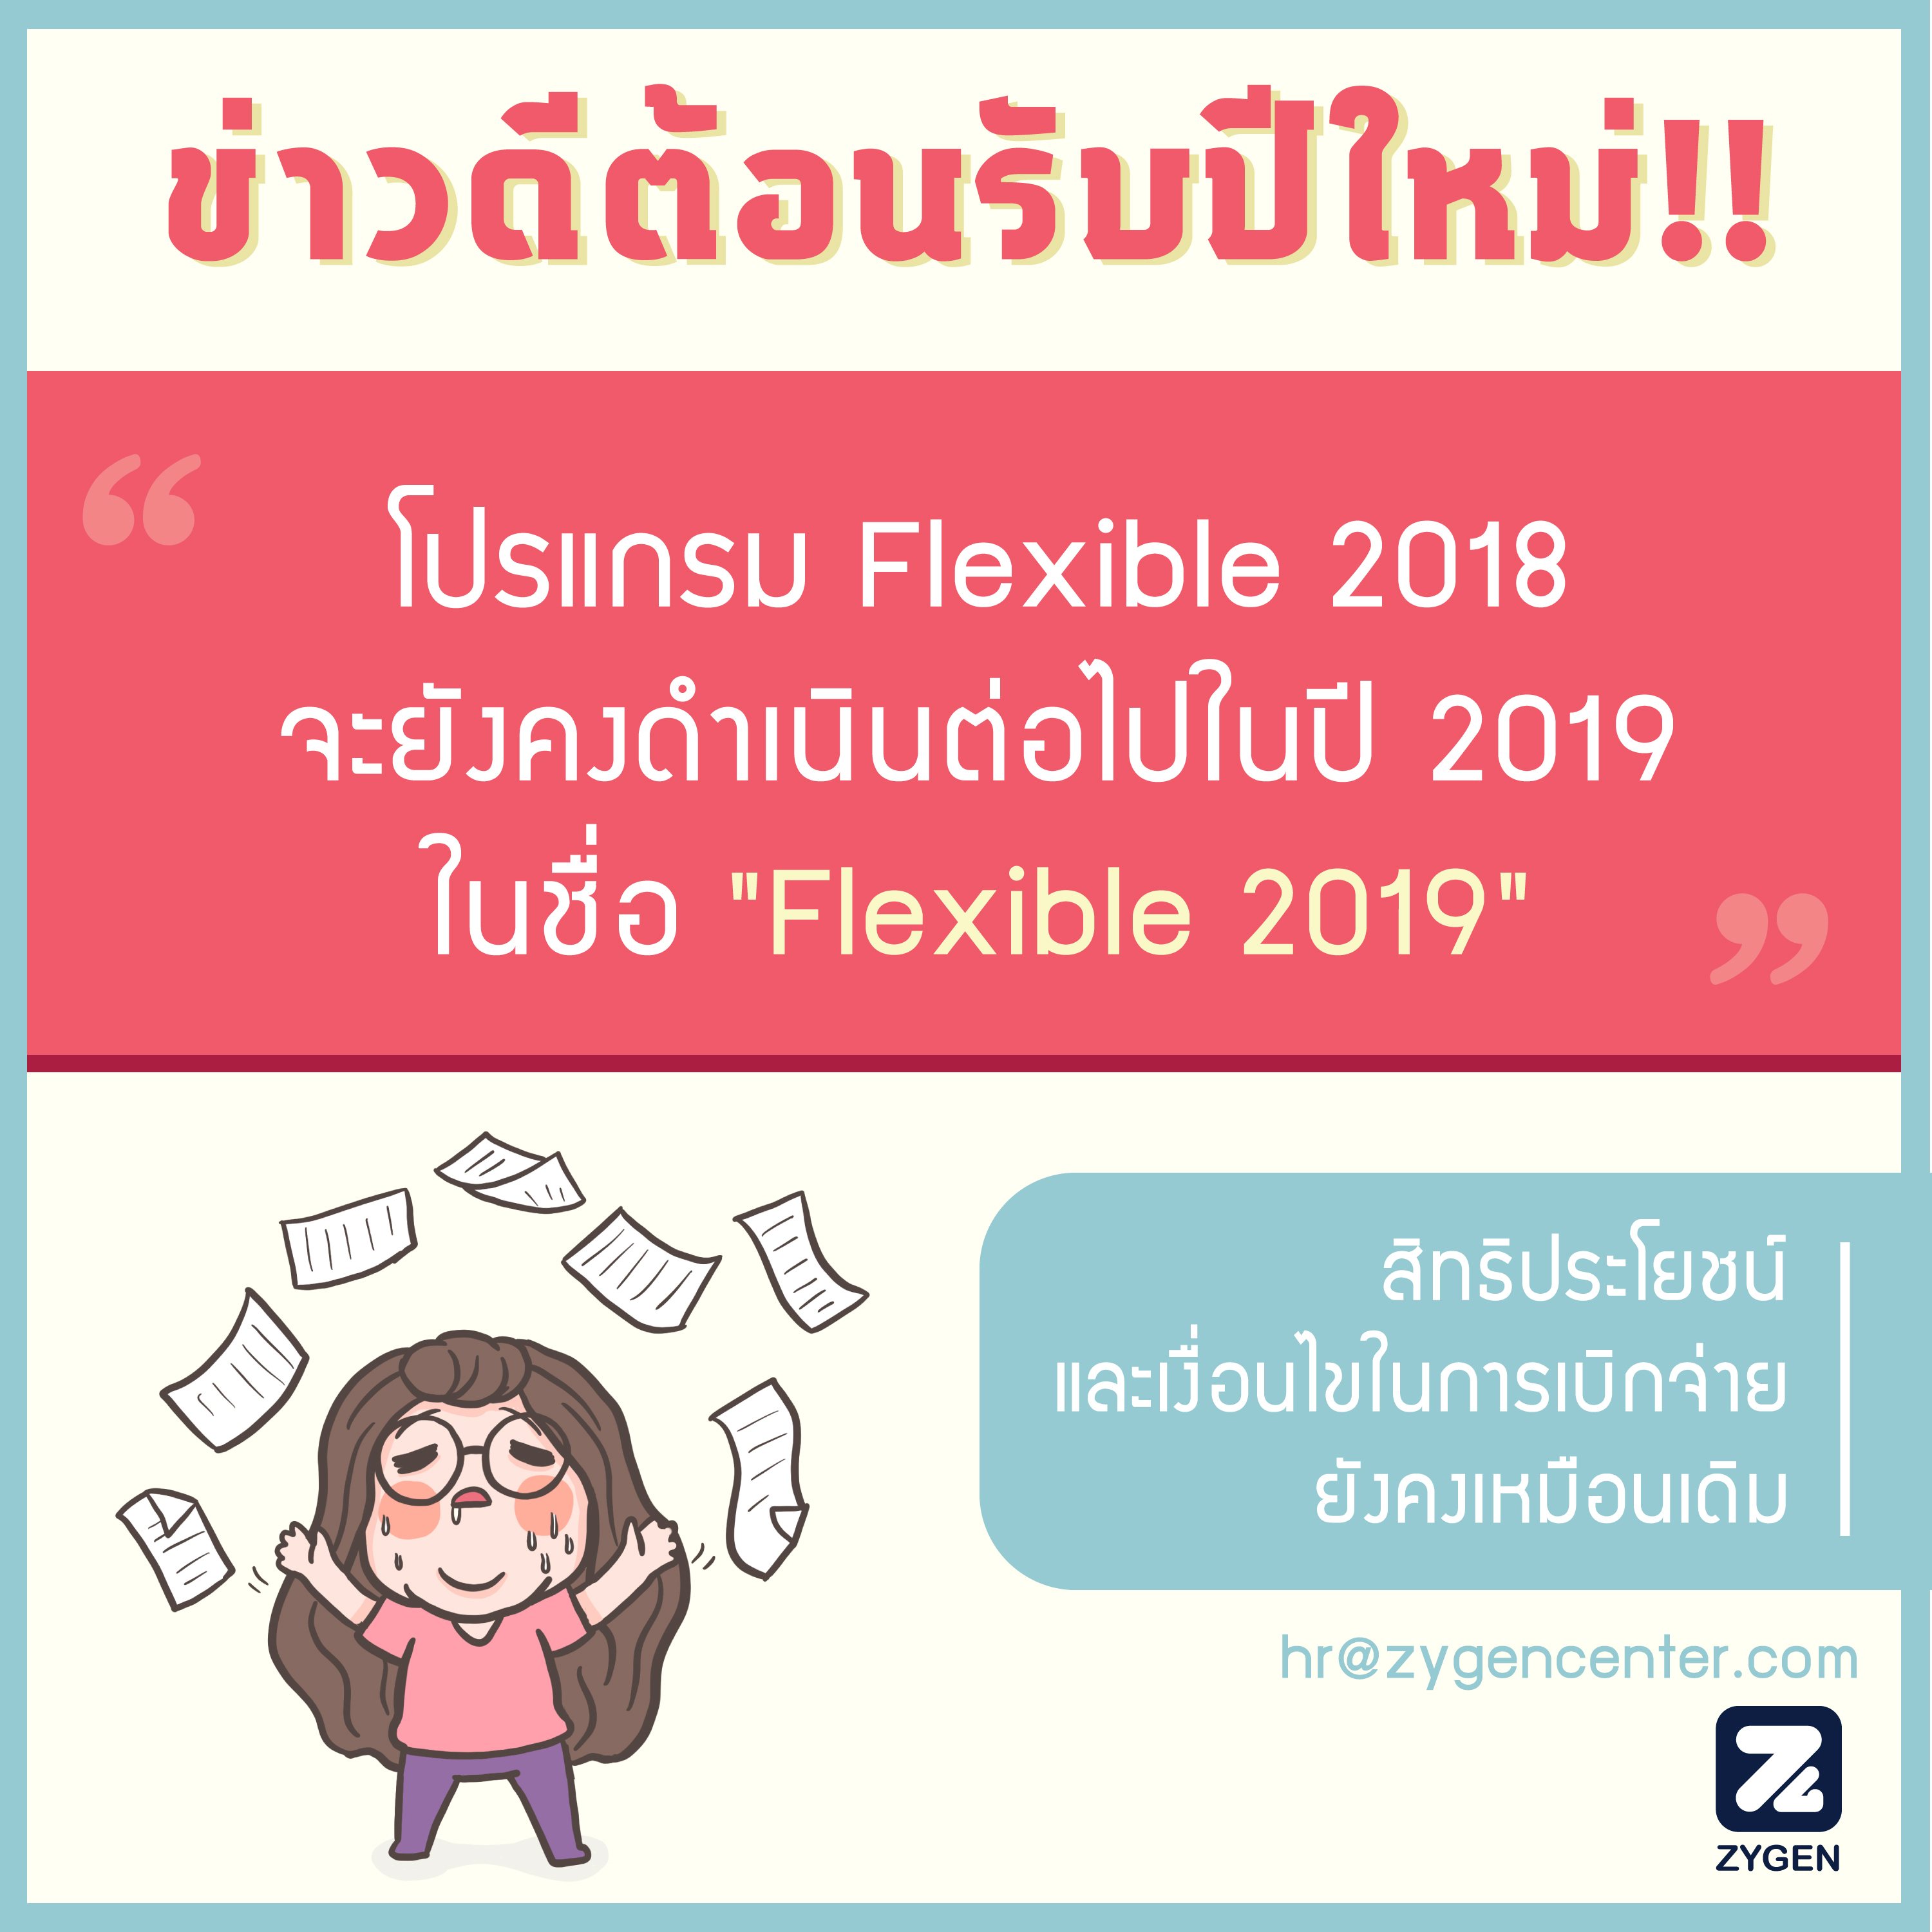 ข่าวดีต้อนรับปีใหม่!!
“
โปรแกรม Flexible 2018
จะยังคงดำเนินต่อไปในปี 2019
ในชื่อ "Flexible 2019"
”
สิทธิประโยชน์
และเงื่อนไขในการเบิกจ่าย
ยังคงเหมือนเดิม
hr@zygencenter.com
ZYGEN